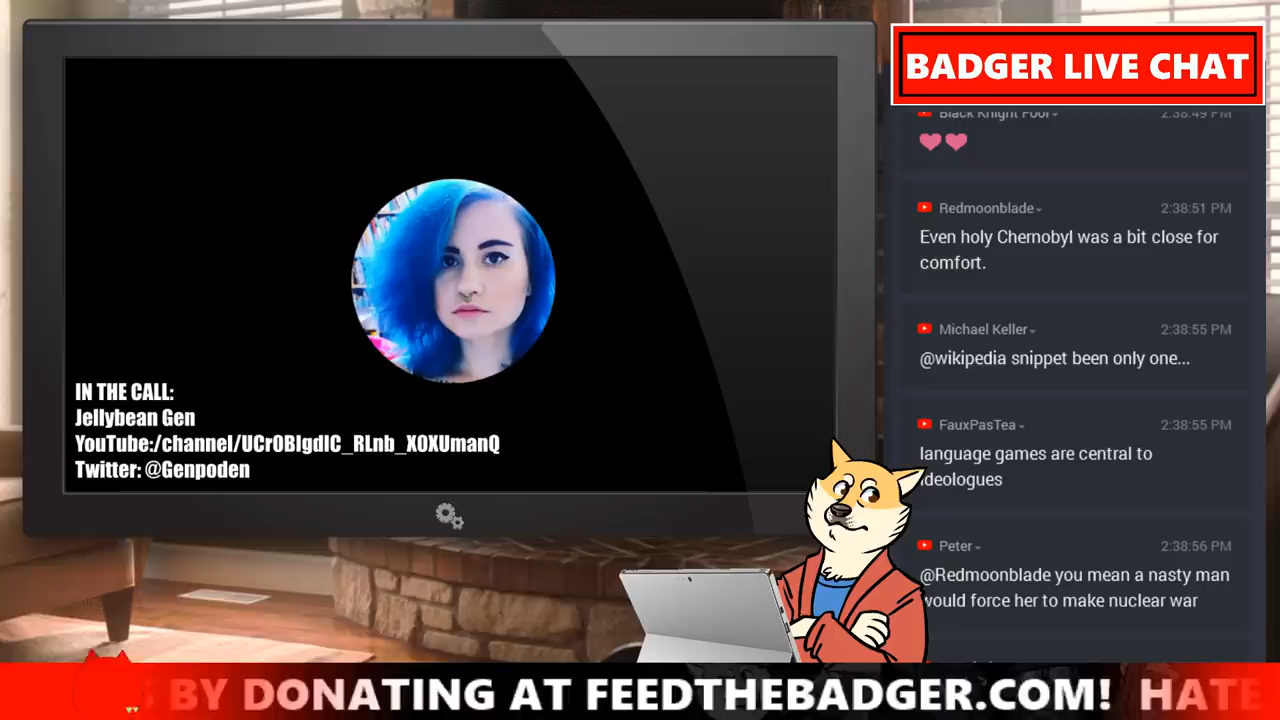 BADGER LIVE CHAT
Black Knight Poor 2:38:49 PM
Redmoonblade 2:38:51 PM
Even holy Chernobyl was a bit close for
comfort.
Michael Keller 2:38:55 PM
@wikipedia snippet been only one...
FauxPasTea 2:38:55 PM
language games are central to
ideologues
Peter 2:38:56 PM
@Redmoonblade you mean a nasty man
would force her to make nuclear war
IN THE CALL:
Jellybean Gen
Twitter: @Genpoden
BY DONATING AT FEEDTHEBADGER.COM! HATE